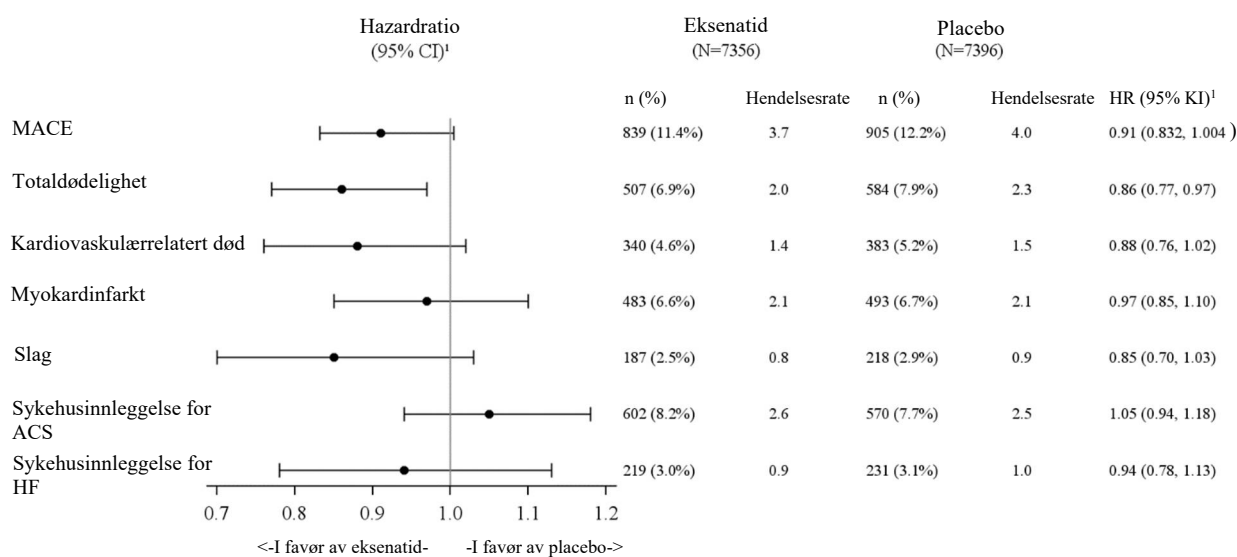 Hazardratio Eksenatid Placebo
(95% CI)¹ (N=7356) (N=7396)
n (%) Hendelsesrate n (%) Hendelsesrate HR (95% KI)¹
MACE 839 (11.4%) 3.7 905 (12.2%) 4.0 0.91 (0.832, 1.004 )
Totaldødelighet 507 (6.9%) 2.0 584 (7.9%) 2.3 0.86 (0.77, 0.97)
Kardiovaskulærrelatert død 340 (4.6%) 1.4 383 (5.2%) 1.5 0.88 (0.76, 1.02)
Myokardinfarkt 483 (6.6%) 2.1 493 (6.7%) 2.1 0.97 (0.85, 1.10)
Slag 187 (2.5%) 0.8 218 (2.9%) 0.9 0.85 (0.70, 1.03)
Sykehusinnleggelse for 602 (8.2%) 2.6 570 (7.7%) 2.5 1.05 (0.94, 1.18)
ACS
Sykehusinnleggelse for 219 (3.0%) 0.9 231 (3.1%) 1.0 0.94 (0.78, 1.13)
HF
0.7 0.8 0.9 1.0 1.1 1.2
<-I favør av eksenatid- -I favør av placebo->